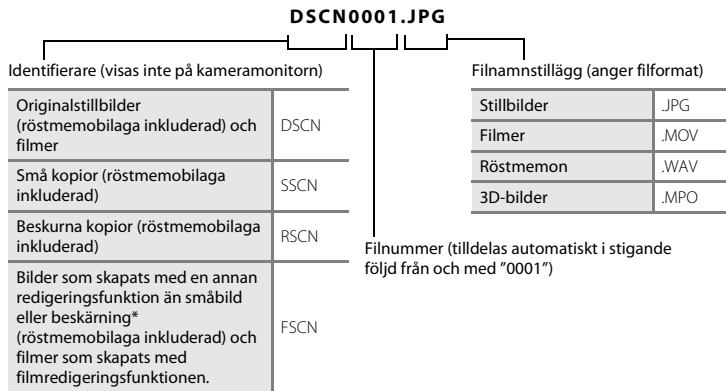 DSCN0001.JPG
Identifierare (visas inte på kameramonitorn)
Originalstillbilder
(röstmemobilaga inkluderad) och
filmer
DSCN
Små kopior (röstmemobilaga
inkluderad)
SSCN
Beskurna kopior (röstmemobilaga
inkluderad)
RSCN
Bilder som skapats med en annan
redigeringsfunktion än småbild
eller beskärning*
(röstmemobilaga inkluderad) och
filmer som skapats med
filmredigeringsfunktionen.
FSCN
Filnamnstillägg (anger filformat)
Stillbilder .JPG
Filmer .MOV
Röstmemon .WAV
3D-bilder .MPO
Filnummer (tilldelas automatiskt i stigande
följd från och med ”0001”)